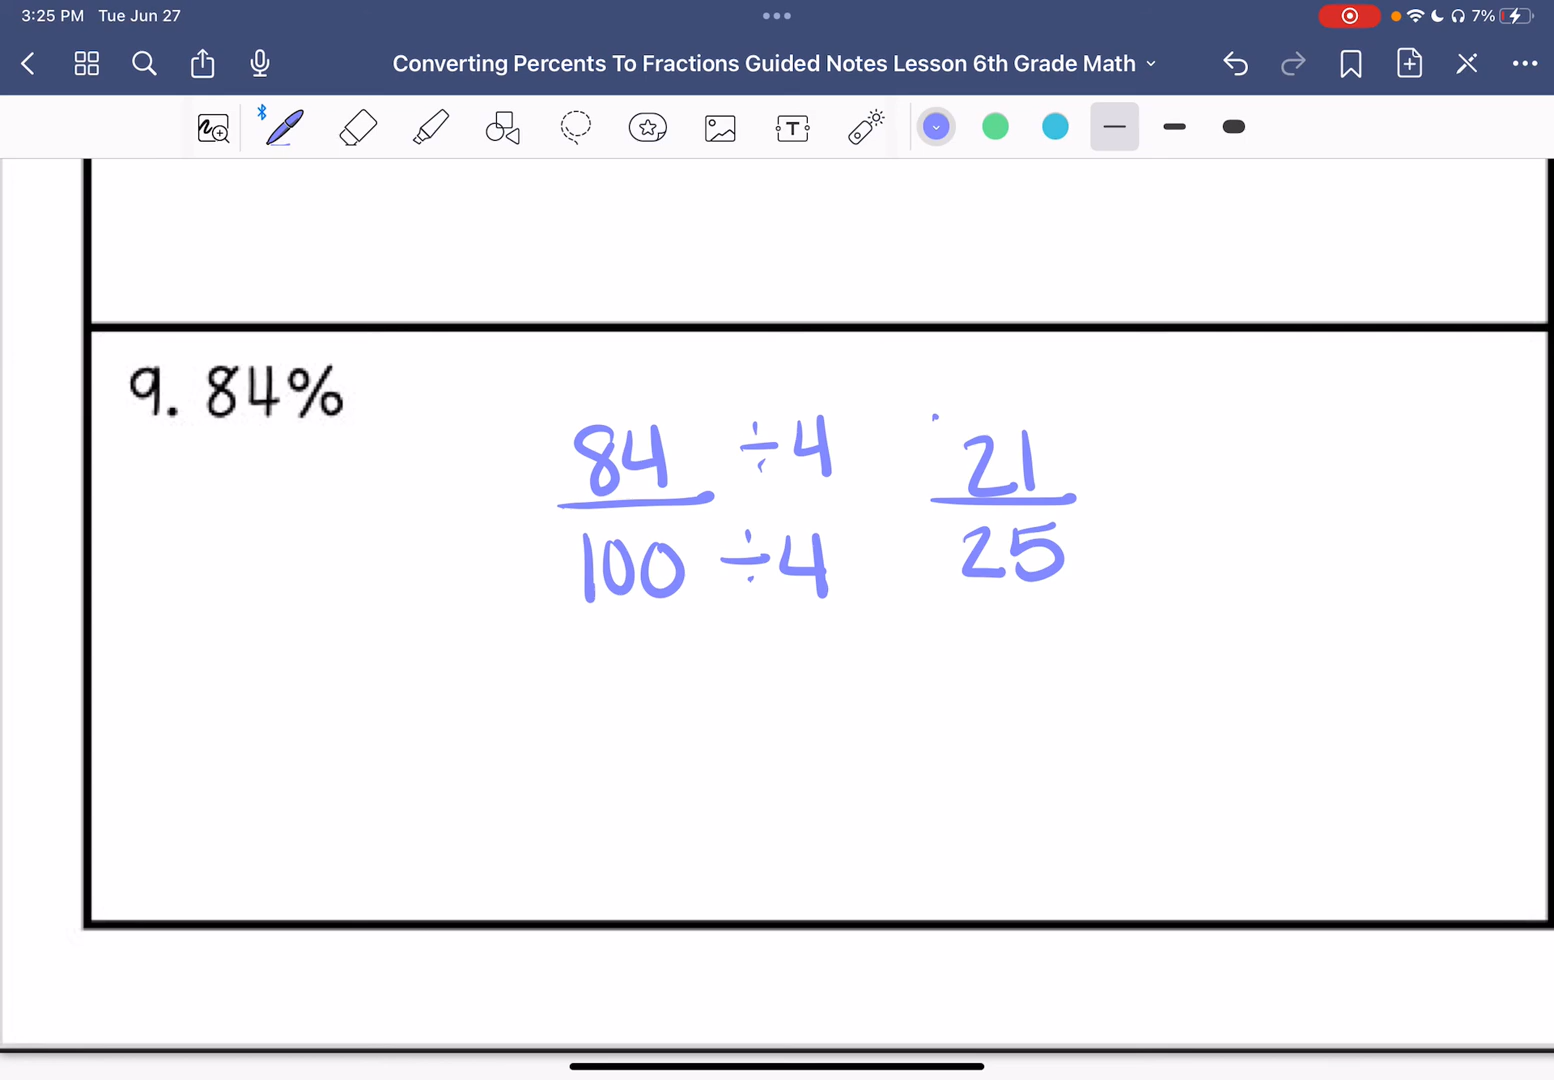 3:25 PM Tue Jun 27
7%
Converting Percents To Fractions Guided Notes Lesson 6th Grade Math
T
9. 84%
84 ÷4 21
100 ÷4 25